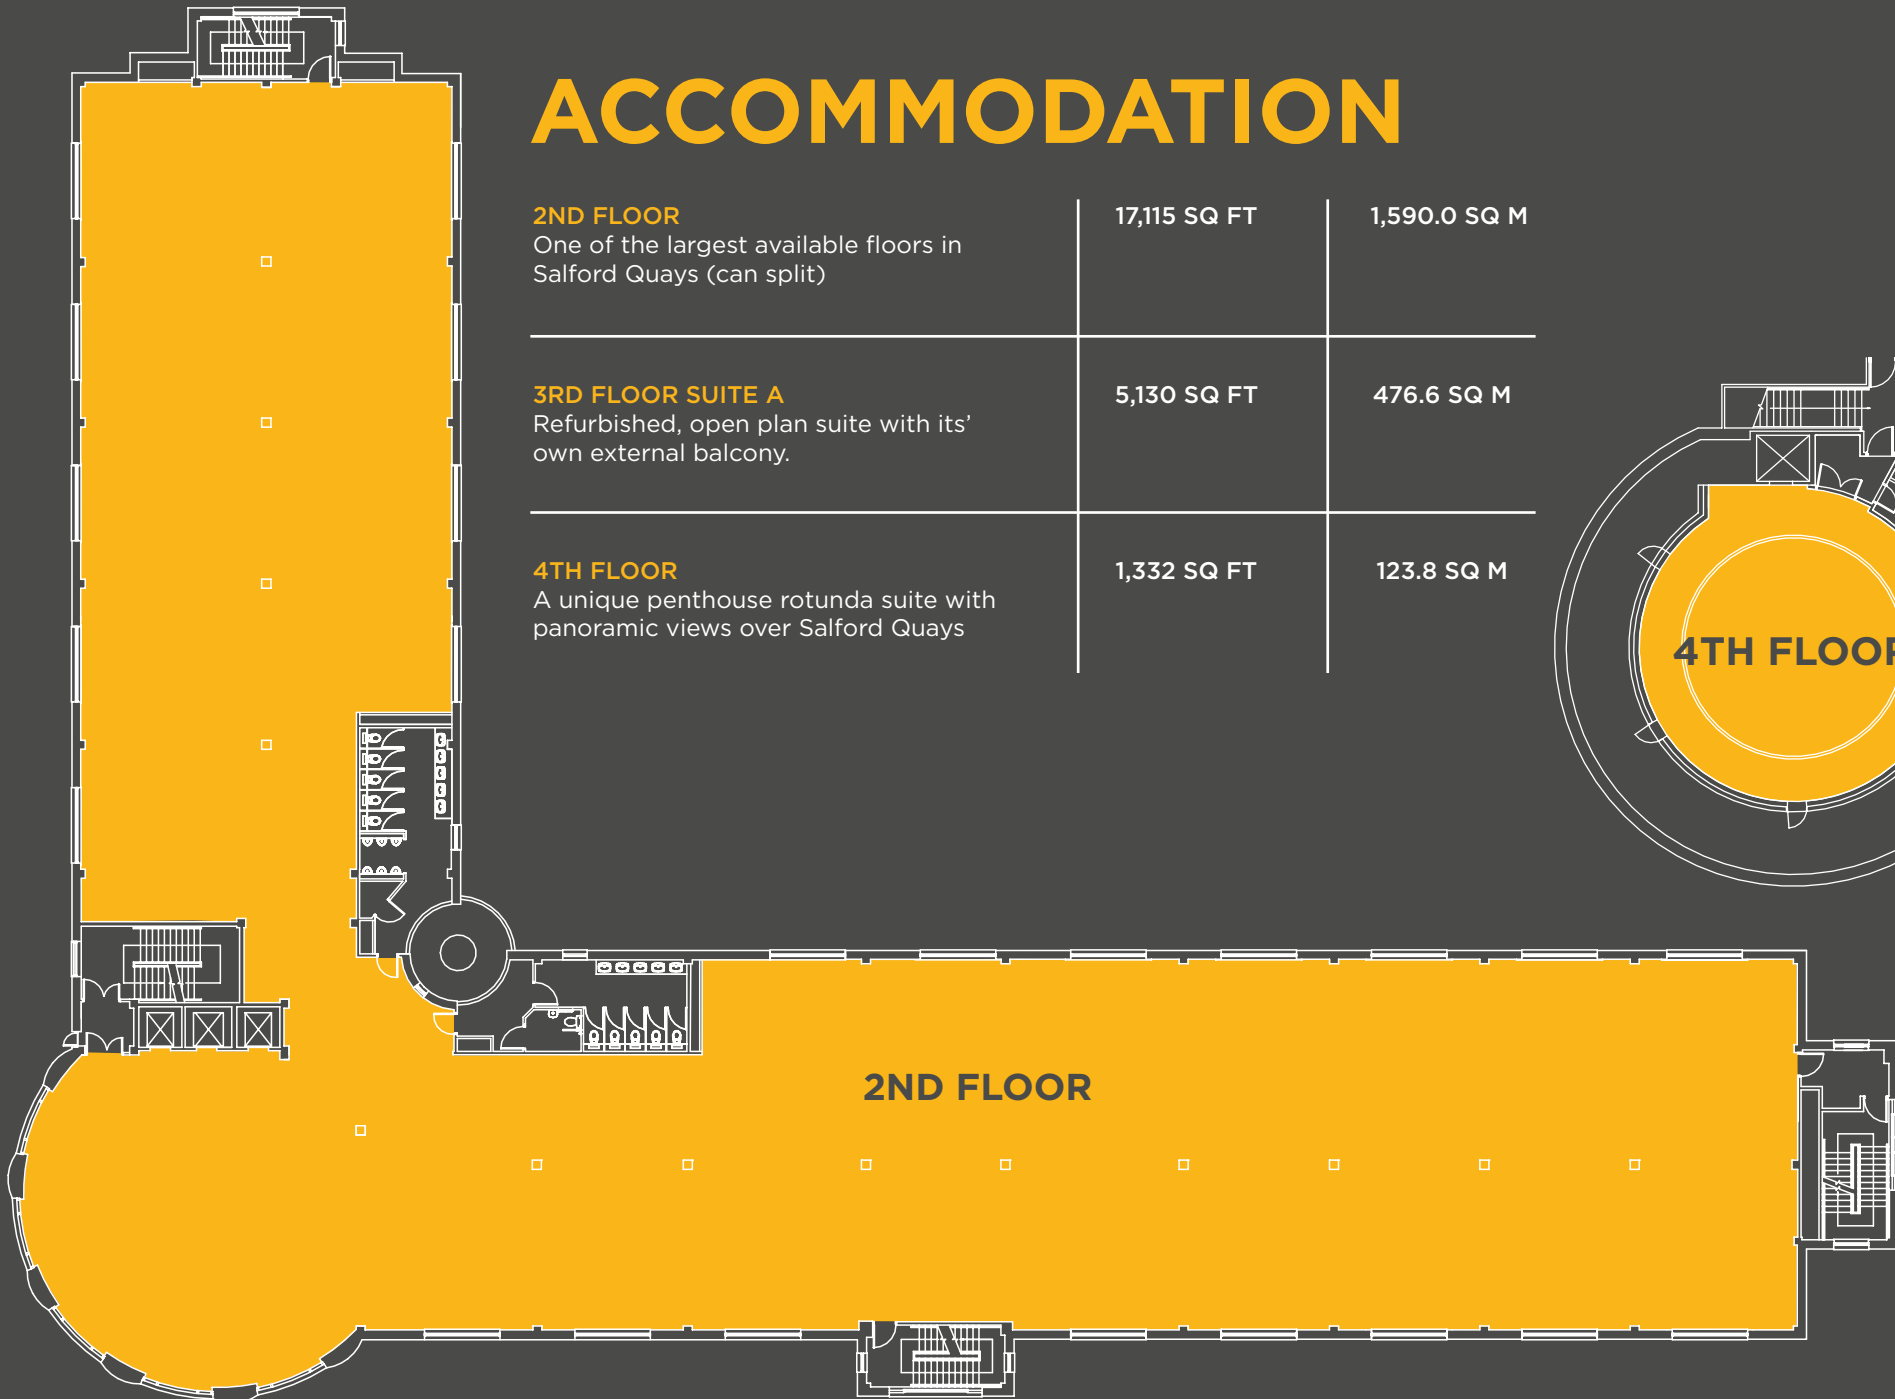 ACCOMMODATION
2ND FLOOR
One of the largest available floors in
Salford Quays (can split)
17,115 SQ FT
1,590.0 SQ M
3RD FLOOR SUITE A
Refurbished, open plan suite with its’
own external balcony.
5,130 SQ FT
476.6 SQ M
4TH FLOOR
A unique penthouse rotunda suite with
panoramic views over Salford Quays
1,332 SQ FT
123.8 SQ M
4TH FLOOR
2ND FLOOR